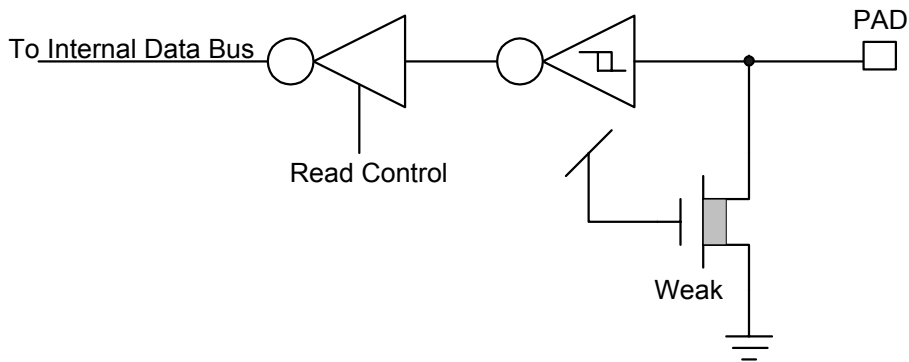 PAD
To Internal Data Bus
Read Control
Weak